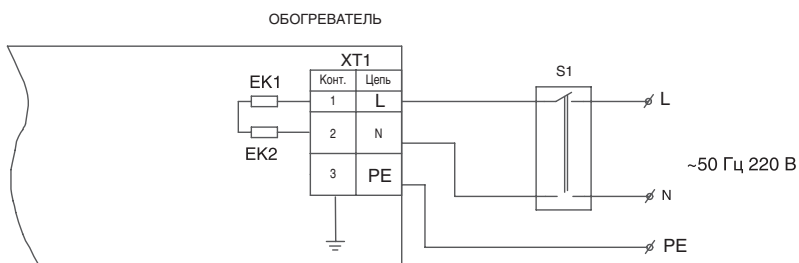 ОБОГРЕВАТЕЛЬ
XT1
Конт. Цепь
1 L
2 N
3 PE
EK1
EK2
S1
L
N
PE
~50 Гц 220 В